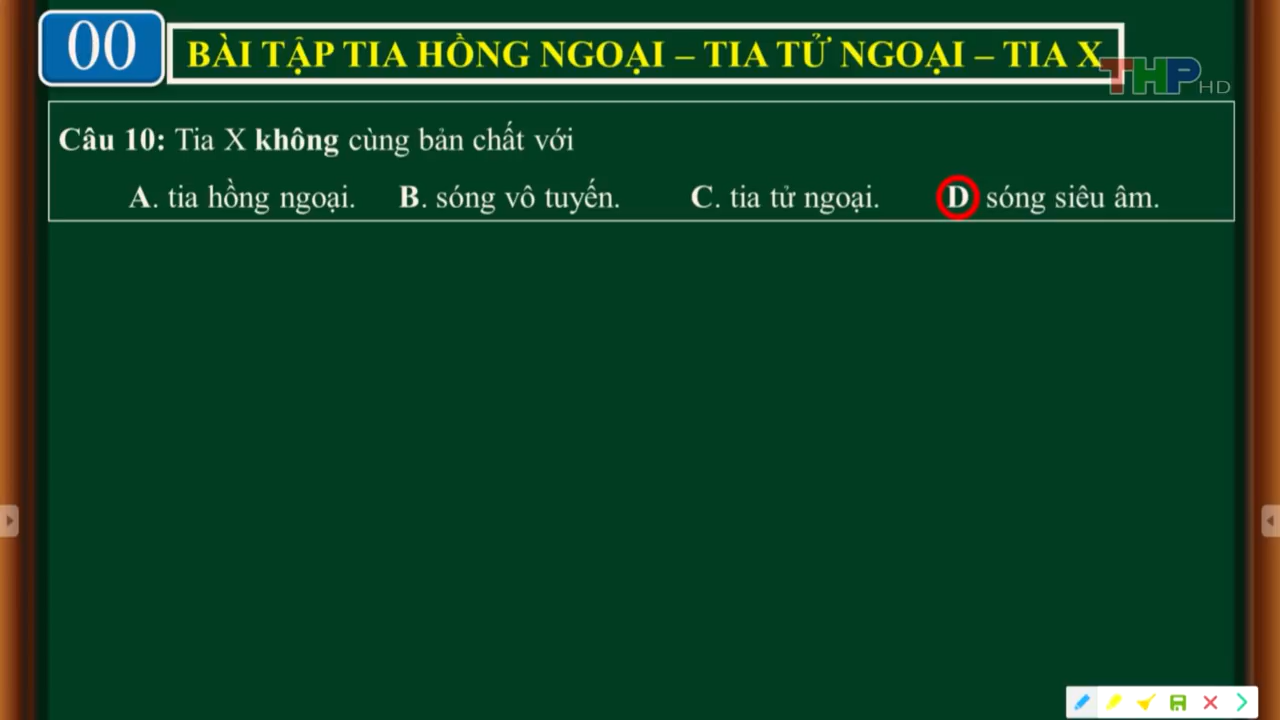 00
BÀI TẬP TIA HỒNG NGOẠI – TIA TỬ NGOẠI – TIA X
THP HD
Câu 10: Tia X không cùng bản chất với
A. tia hồng ngoại. B. sóng vô tuyến. C. tia tử ngoại. D sóng siêu âm.